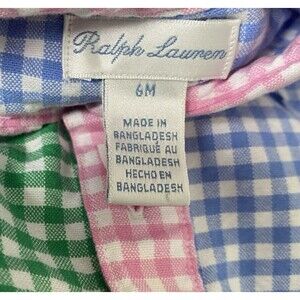 Ralph Lauren
6M
MADE IN
BANGLADESH
FABRIQUÉ AU
BANGLADESH
HECHO EN
BANGLADESH